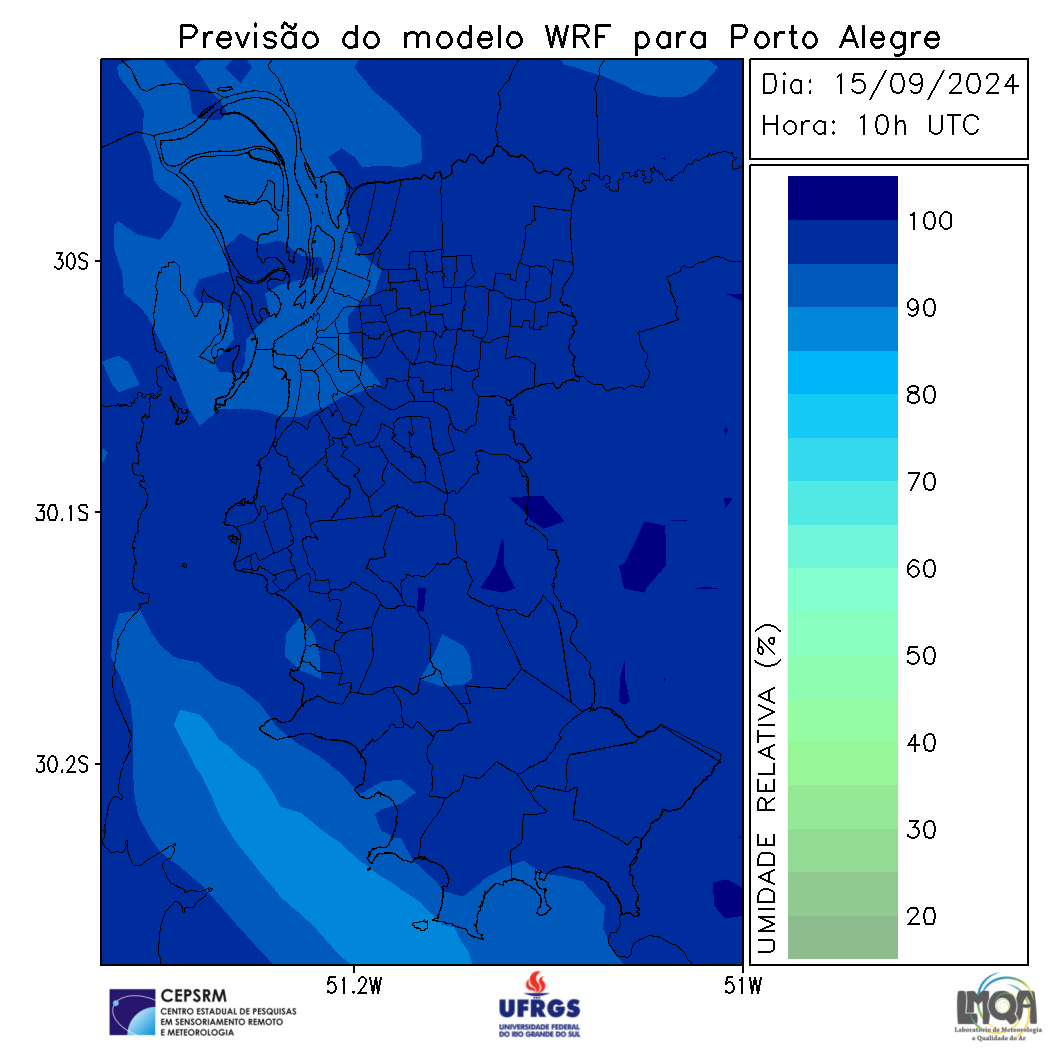 Previsão do modelo WRF para Porto Alegre
Dia: 15/09/2024
Hora: 10h UTC
100
90
80
70
60
50
40
30
20
UMIDADE RELATIVA (%)
30S
30.1S
30.2S
51.2W
51W
CEPSRM
CENTRO ESTADUAL DE PESQUISAS
EM SENSORIAMENTO REMOTO
E METEOROLOGIA
UFRGS
UNIVERSIDADE FEDERAL
DO RIO GRANDE DO SUL
LMQA
Laboratório de Meteorologia
e Qualidade do Ar